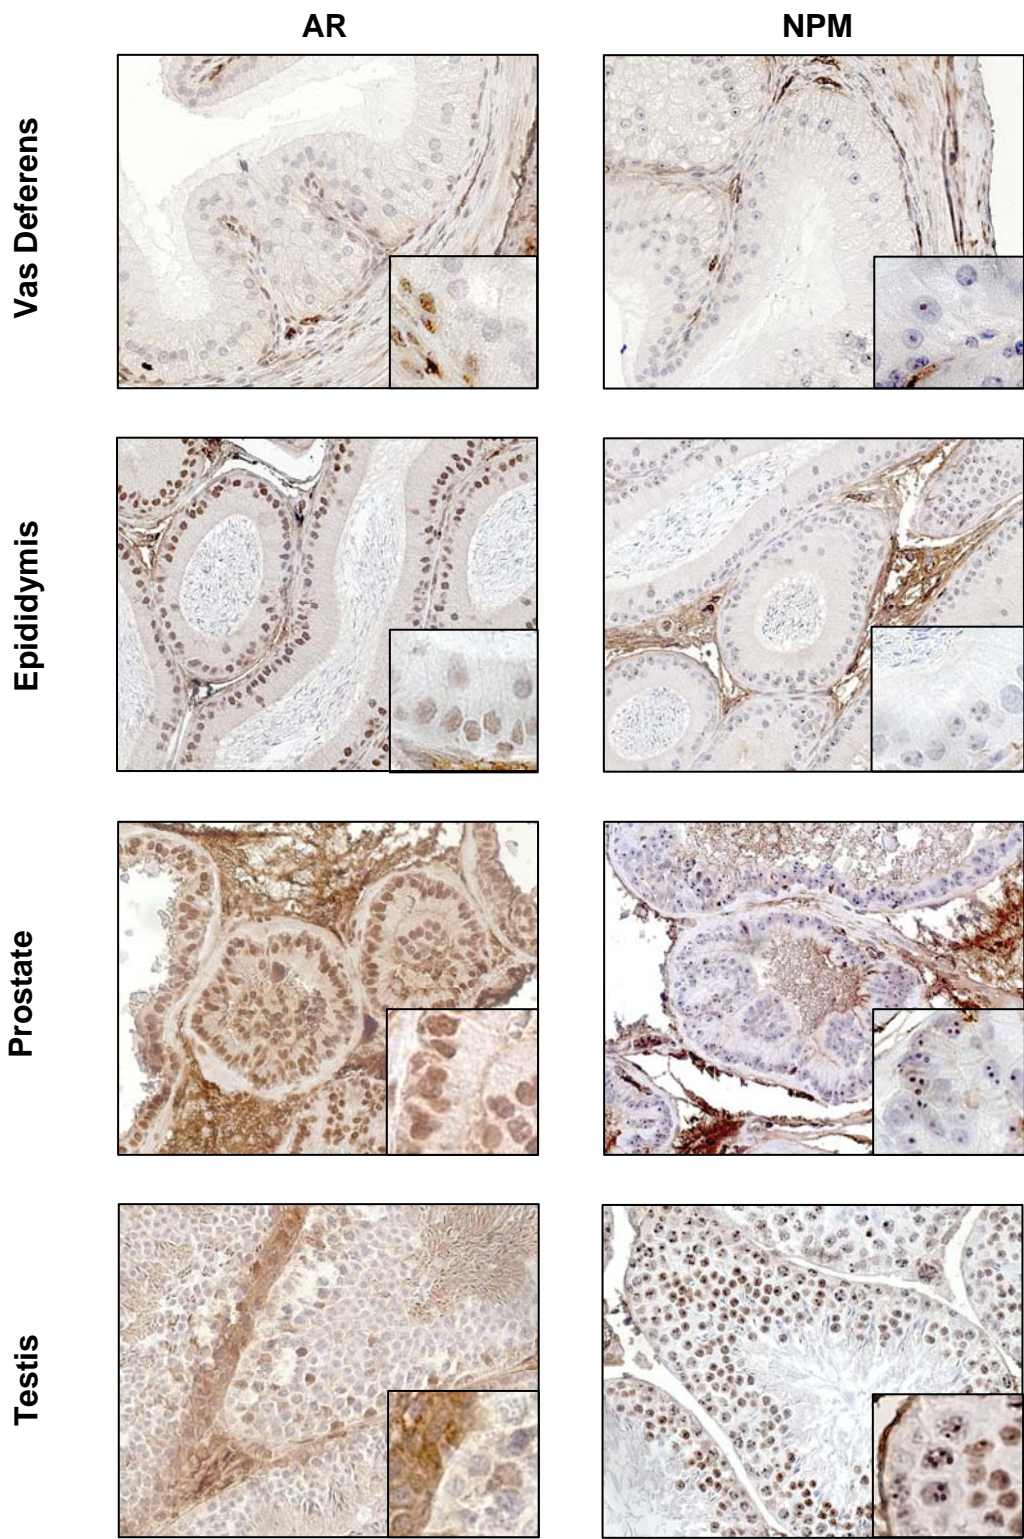 AR
NPM
Vas Deferens
Epididymis
Prostate
Testis